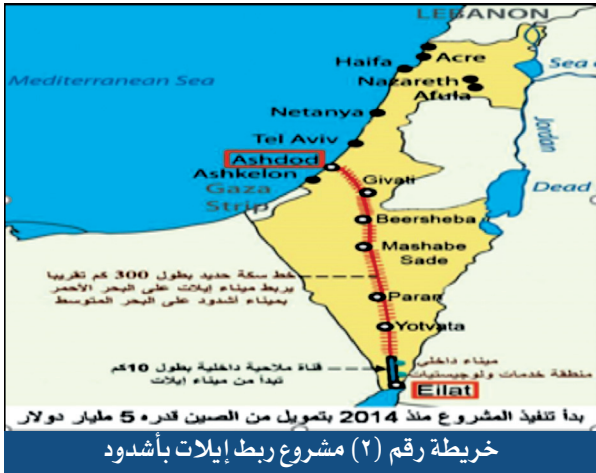 LEBANON
Acre
Haifa
Sea
Mediterranean Sea
Nazareth
Afula
Netanya
Jordan
Tel Aviv
Ashdod
Ashkelon
Givati
Dead
Gaza
Strip
Beersheba
Mashabe
Sade
خط سكة حديد بطول 300 كم تقريبا
يربط ميناء إيلات على البحر الأحمر
بميناء أشدود على البحر المتوسط
Paran
Yotvata
ميناء داخلي
قناة ملاحية داخلية بطول 10كم
منطقة خدمات ولوجيستيات
تبدأ من ميناء إيلات
Eilat
بدأ تنفيذ المشروع منذ 2014 بتمويل من الصين قدره 5 مليار دولار
خريطة رقم (٢) مشروع ربط إيلات بأشدود